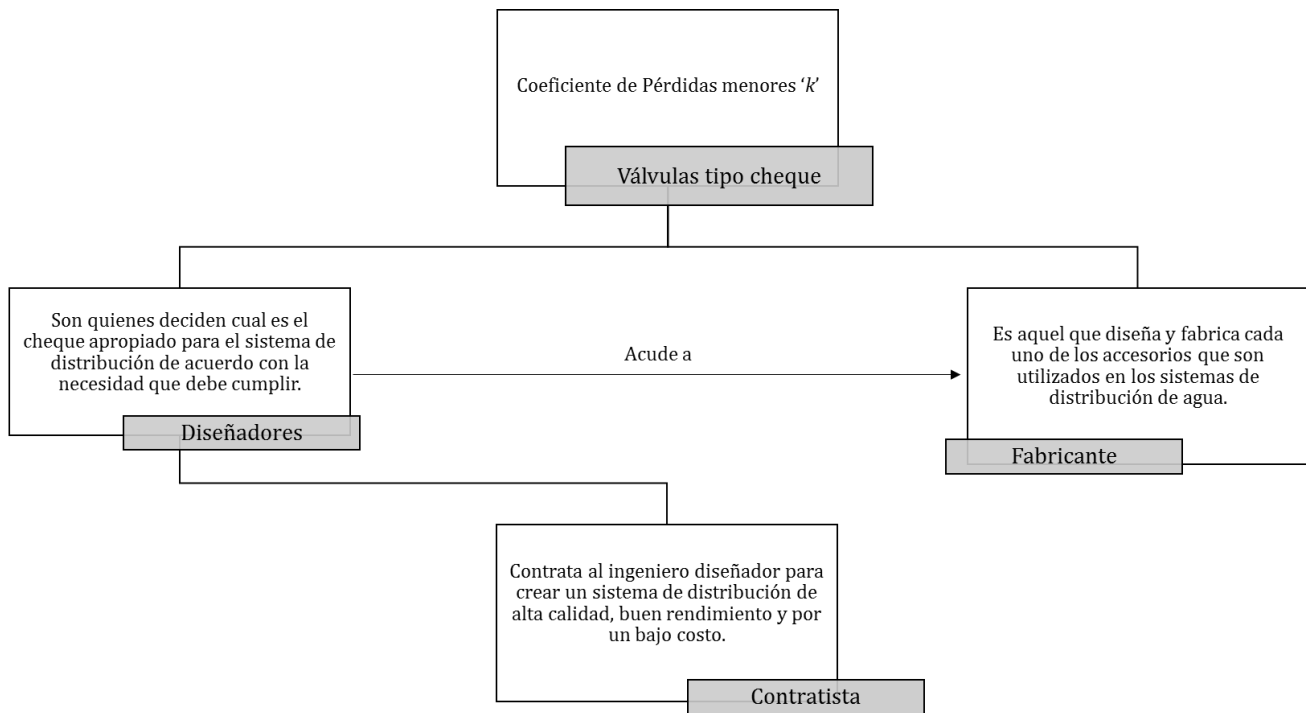 Coeficiente de Pérdidas menores ‘k’
Válvulas tipo cheque
Son quienes deciden cual es el
cheque apropiado para el sistema de
distribución de acuerdo con la
necesidad que debe cumplir.
Diseñadores
Acude a
Es aquel que diseña y fabrica cada
uno de los accesorios que son
utilizados en los sistemas de
distribución de agua.
Fabricante
Contrata al ingeniero diseñador para
crear un sistema de distribución de
alta calidad, buen rendimiento y por
un bajo costo.
Contratista